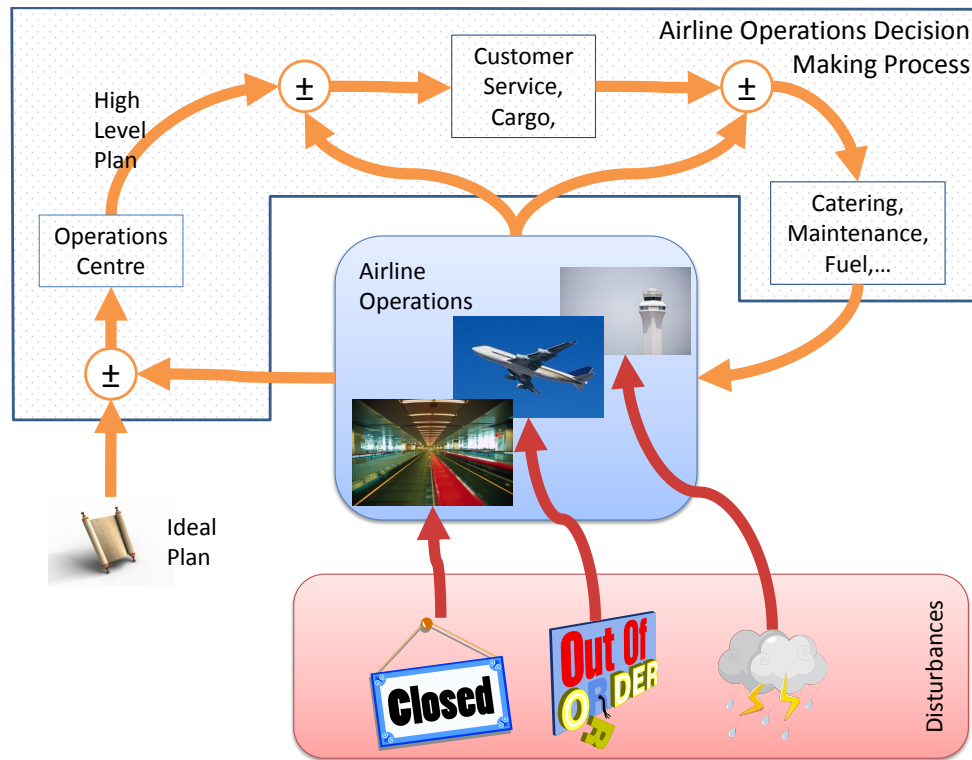 Airline Operations Decision
Making Process
±
Customer
Service,
Cargo,
±
High
Level
Plan
Operations
Centre
Catering,
Maintenance,
Fuel,...
Airline
Operations
±
Ideal
Plan
Closed
Out Of
ORDER
Disturbances